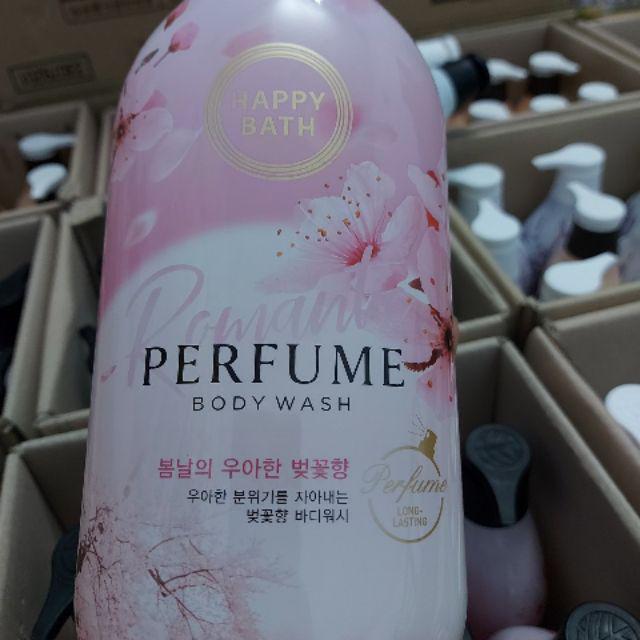 HAPPY
BATH
Romantic
PERFUME
BODY WASH
봄날의 우아한 벚꽃향
우아한 분위기를 자아내는
벚꽃향 바디워시
Perfume
LONG-
LASTING